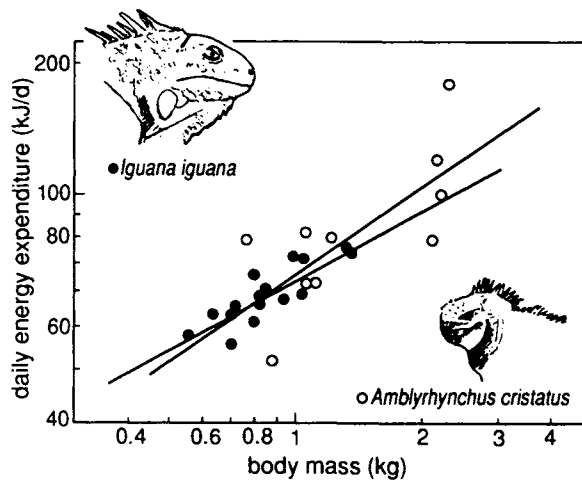 daily energy expenditure (kJ/d)
200
100
80
60
40
● Iguana iguana
○ Amblyrhynchus cristatus
0.4 0.6 0.8 1 2 3 4
body mass (kg)